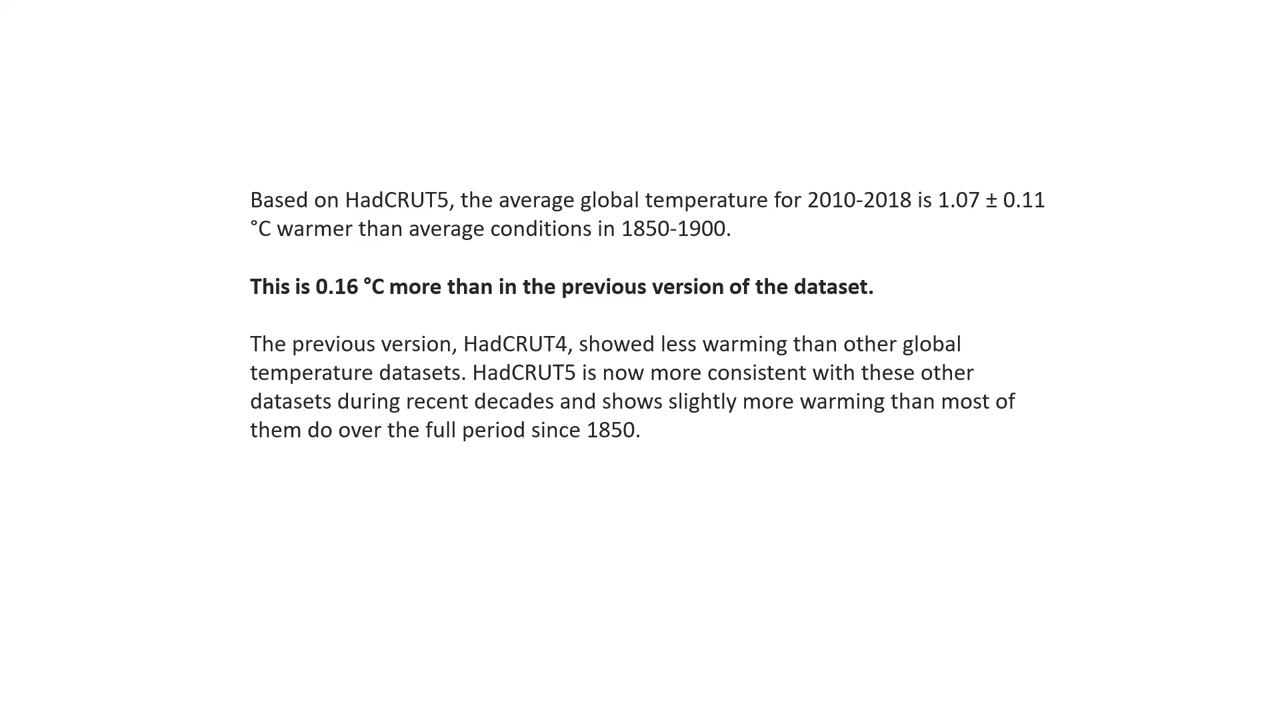 Based on HadCRUT5, the average global temperature for 2010-2018 is 1.07 ± 0.11
°C warmer than average conditions in 1850-1900.
This is 0.16 °C more than in the previous version of the dataset.
The previous version, HadCRUT4, showed less warming than other global
temperature datasets. HadCRUT5 is now more consistent with these other
datasets during recent decades and shows slightly more warming than most of
them do over the full period since 1850.